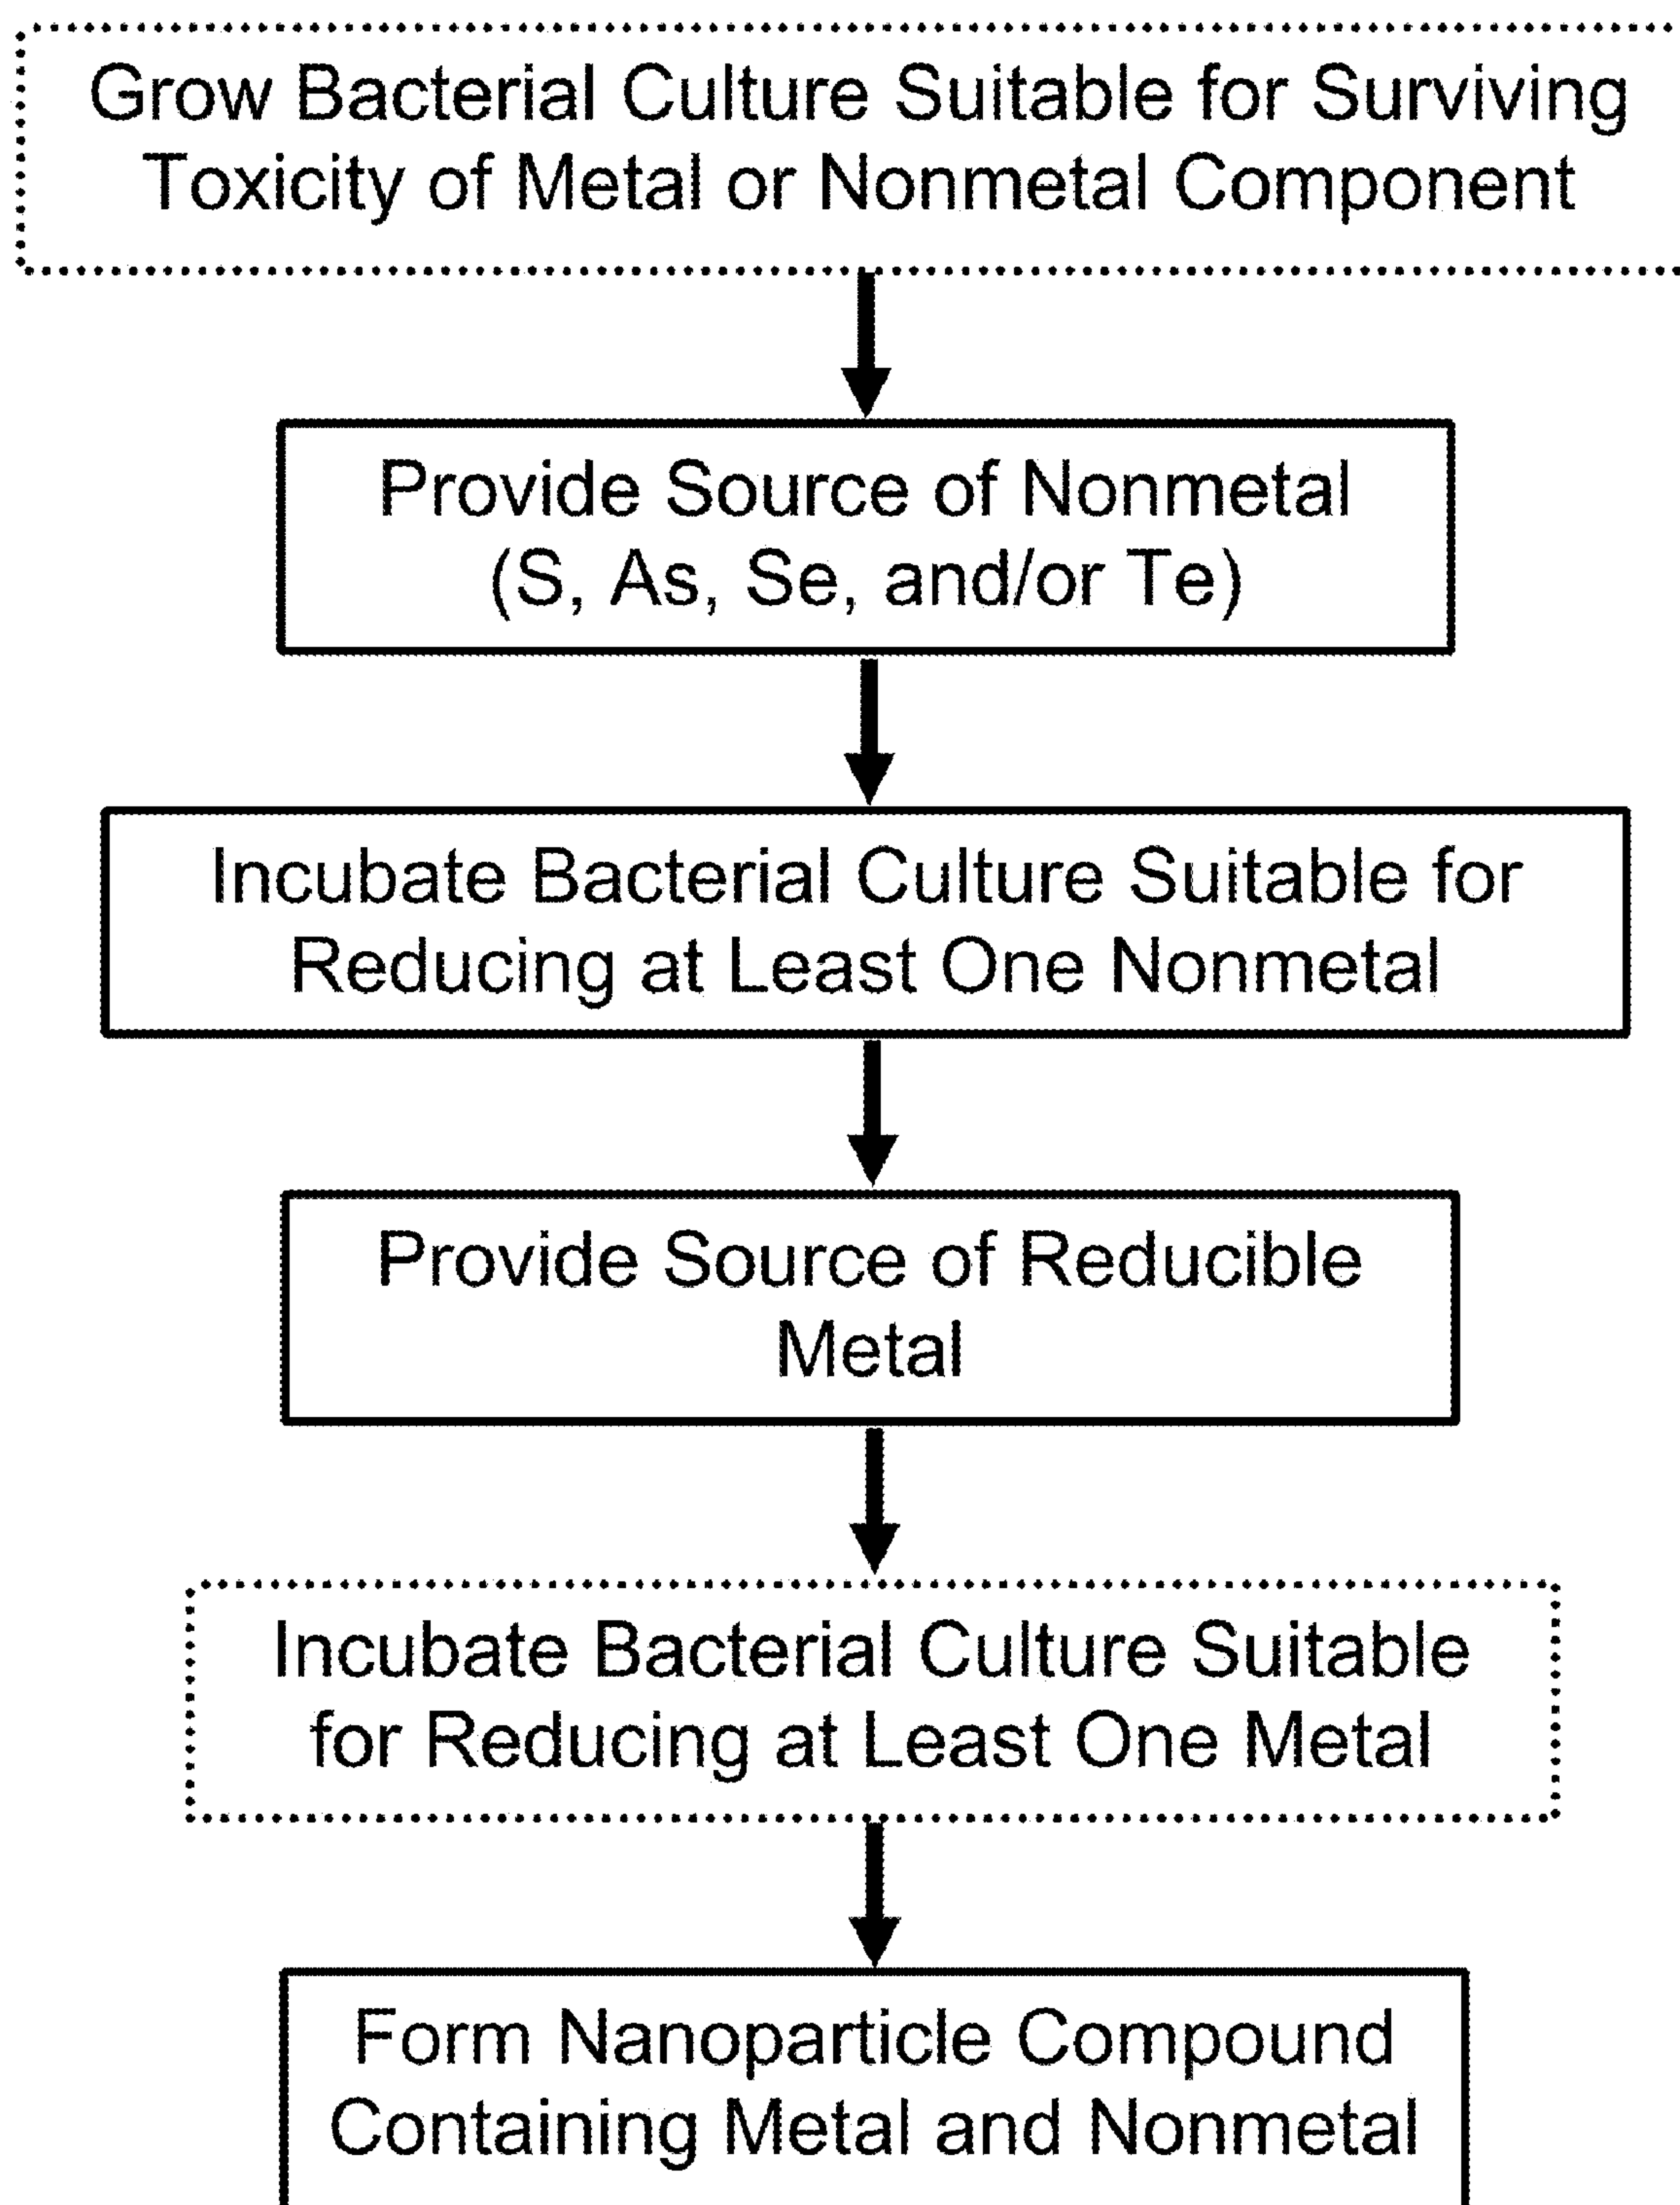 Grow Bacterial Culture Suitable for Surviving
Toxicity of Metal or Nonmetal Component
Provide Source of Nonmetal
(S, As, Se, and/or Te)
Incubate Bacterial Culture Suitable for
Reducing at Least One Nonmetal
Provide Source of Reducible
Metal
Incubate Bacterial Culture Suitable
for Reducing at Least One Metal
Form Nanoparticle Compound
Containing Metal and Nonmetal